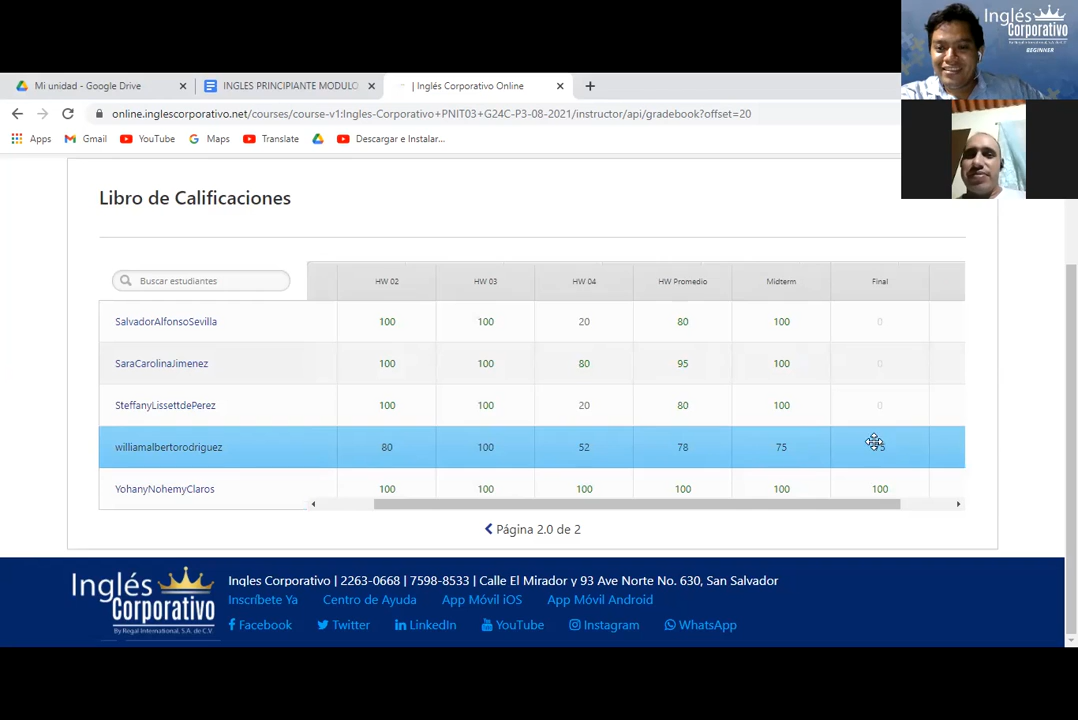 Inglés
Corporativo
BEGINNER
Mi unidad - Google Drive
INGLES PRINCIPIANTE MODULO
| Inglés Corporativo Online
online.inglescorporativo.net/courses/course-v1:Ingles-Corporativo+PNIT03+G24C-P3-08-2021/instructor/api/gradebook?offset=20
Apps Gmail YouTube Maps Translate Descargar e Instalar...
Libro de Calificaciones
Buscar estudiantes
HW 02 HW 03 HW 04 HW Promedio Midterm Final
SalvadorAlfonsoSevilla 100 100 20 80 100 0
SaraCarolinaJimenez 100 100 80 95 100 0
SteffanyLissettdePerez 100 100 20 80 100 0
williamalbertorodriguez 80 100 52 78 75
YohanyNohemyClaros 100 100 100 100 100 100
Página 2.0 de 2
Inglés
Corporativo
By Regal International, S.A. de C.V.
Ingles Corporativo | 2263-0668 | 7598-8533 | Calle El Mirador y 93 Ave Norte No. 630, San Salvador
Inscríbete Ya Centro de Ayuda App Móvil iOS App Móvil Android
Facebook Twitter LinkedIn YouTube Instagram WhatsApp